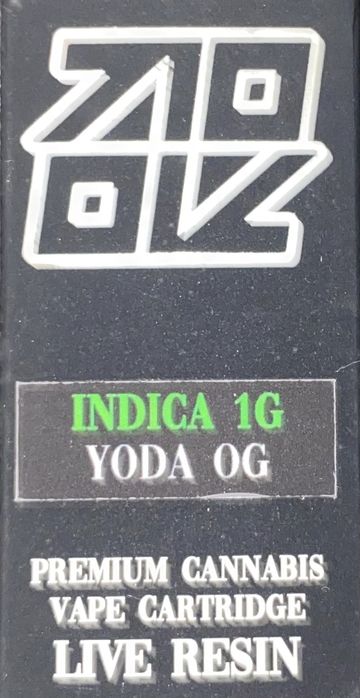 INDICA 1G
YODA OG
PREMIUM CANNABIS
VAPE CARTRIDGE
LIVE RESIN